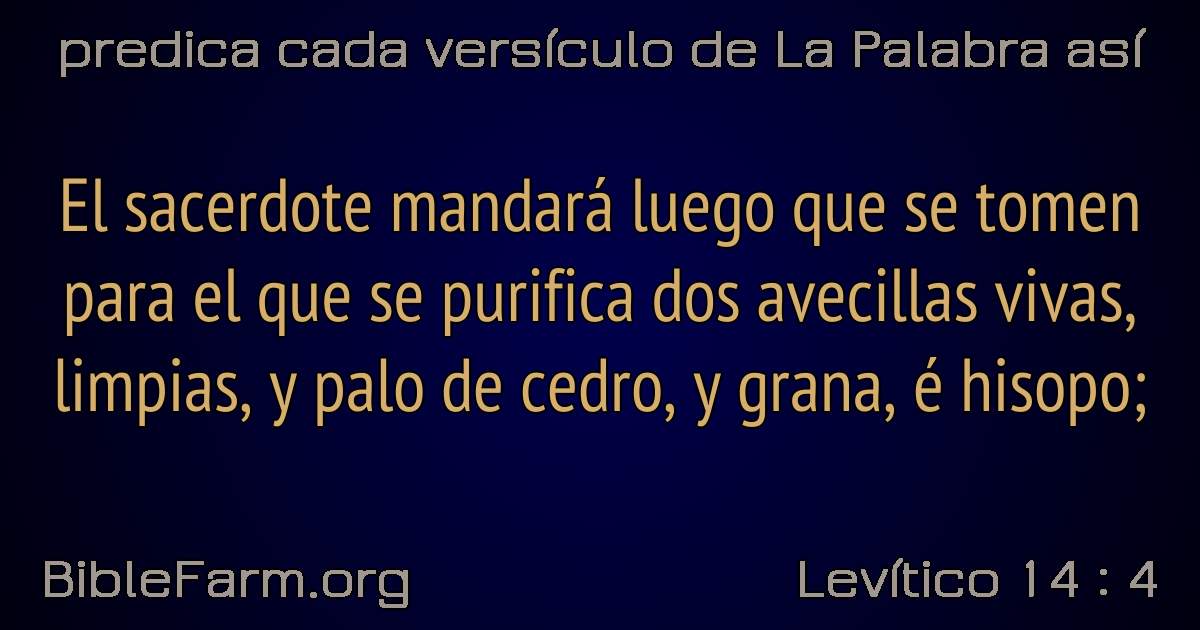 predica cada versículo de La Palabra así
El sacerdote mandará luego que se tomen
para el que se purifica dos avecillas vivas,
limpias, y palo de cedro, y grana, é hisopo;
BibleFarm.org
Levítico 14 : 4